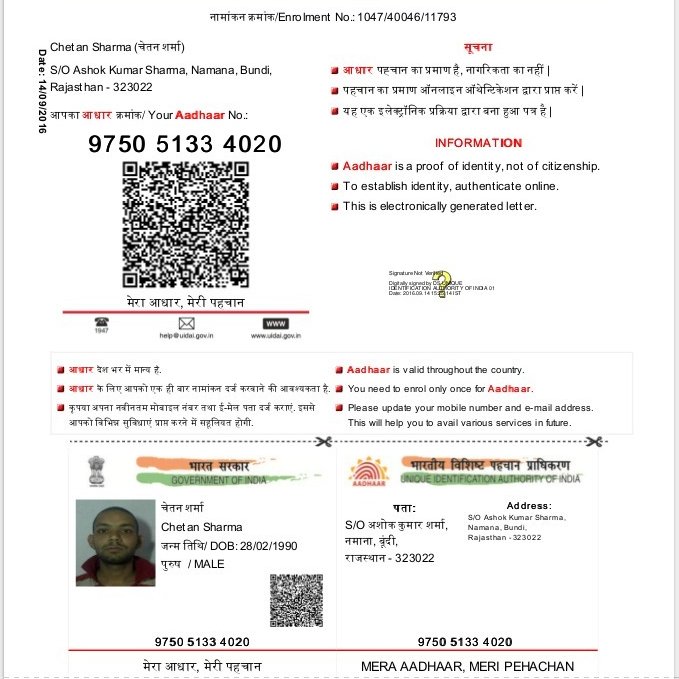 नामांकन क्रमांक/Enrolment No.: 1047/40046/11793
Date: 14/09/2016
Chetan Sharma (चेतन शर्मा)
S/O Ashok Kumar Sharma, Namana, Bundi,
Rajasthan - 323022
आपका आधार क्रमांक/ Your Aadhaar No.:
9750 5133 4020
मेरा आधार, मेरी पहचान
1947
help@uidai.gov.in
www
www.uidai.gov.in
सूचना
आधार पहचान का प्रमाण है, नागरिकता का नहीं |
पहचान का प्रमाण ऑनलाइन ऑथेन्टिकेशन द्वारा प्राप्त करें |
यह एक इलेक्ट्रॉनिक प्रक्रिया द्वारा बना हुआ पत्र है |
INFORMATION
Aadhaar is a proof of identity, not of citizenship.
To establish identity, authenticate online.
This is electronically generated letter.
Signature Not Verified
Digitally signed by DS UNIQUE
IDENTIFICATION AUTHORITY OF INDIA 01
Date: 2016.09.14 IST
आधार देश भर में मान्य है.
आधार के लिए आपको एक ही बार नामांकन दर्ज करवाने की आवश्यकता है.
कृपया अपना नवीनतम मोबाइल नंबर तथा ई-मेल पता दर्ज कराएं. इससे
आपको विभिन्न सुविधाएं प्राप्त करने में सहूलियत होगी.
Aadhaar is valid throughout the country.
You need to enrol only once for Aadhaar.
Please update your mobile number and e-mail address.
This will help you to avail various services in future.
भारत सरकार
GOVERNMENT OF INDIA
चेतन शर्मा
Chetan Sharma
जन्म तिथि/ DOB: 28/02/1990
पुरुष / MALE
9750 5133 4020
मेरा आधार, मेरी पहचान
AADHAAR
भारतीय विशिष्ट पहचान प्राधिकरण
UNIQUE IDENTIFICATION AUTHORITY OF INDIA
पता:
S/O अशोक कुमार शर्मा,
नमाना, बूंदी,
राजस्थान - 323022
Address:
S/O Ashok Kumar Sharma,
Namana, Bundi,
Rajasthan - 323022
9750 5133 4020
MERA AADHAAR, MERI PEHACHAN